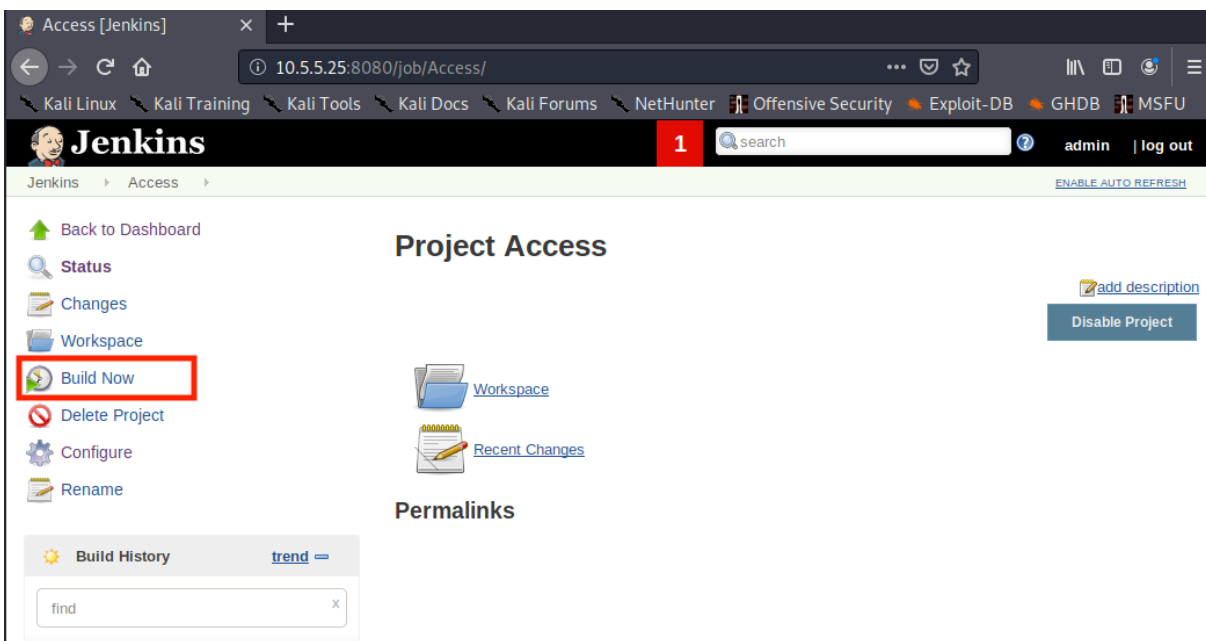 Access [Jenkins]
10.5.5.25:8080/job/Access/
Kali Linux Kali Training Kali Tools Kali Docs Kali Forums NetHunter Offensive Security Exploit-DB GHDB MSFU
Jenkins 1 search ? admin | log out
Jenkins Access ENABLE AUTO REFRESH
Back to Dashboard
Project Access
Status
add description
Changes
Disable Project
Workspace
Build Now
Workspace
Delete Project
Configure
Recent Changes
Rename
Permalinks
Build History trend
find x